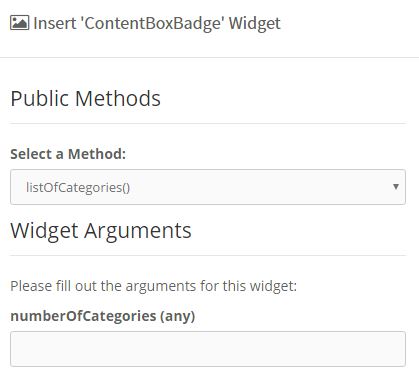 Insert 'ContentBoxBadge' Widget
Public Methods
Select a Method:
listOfCategories()
Widget Arguments
Please fill out the arguments for this widget:
numberOfCategories (any)